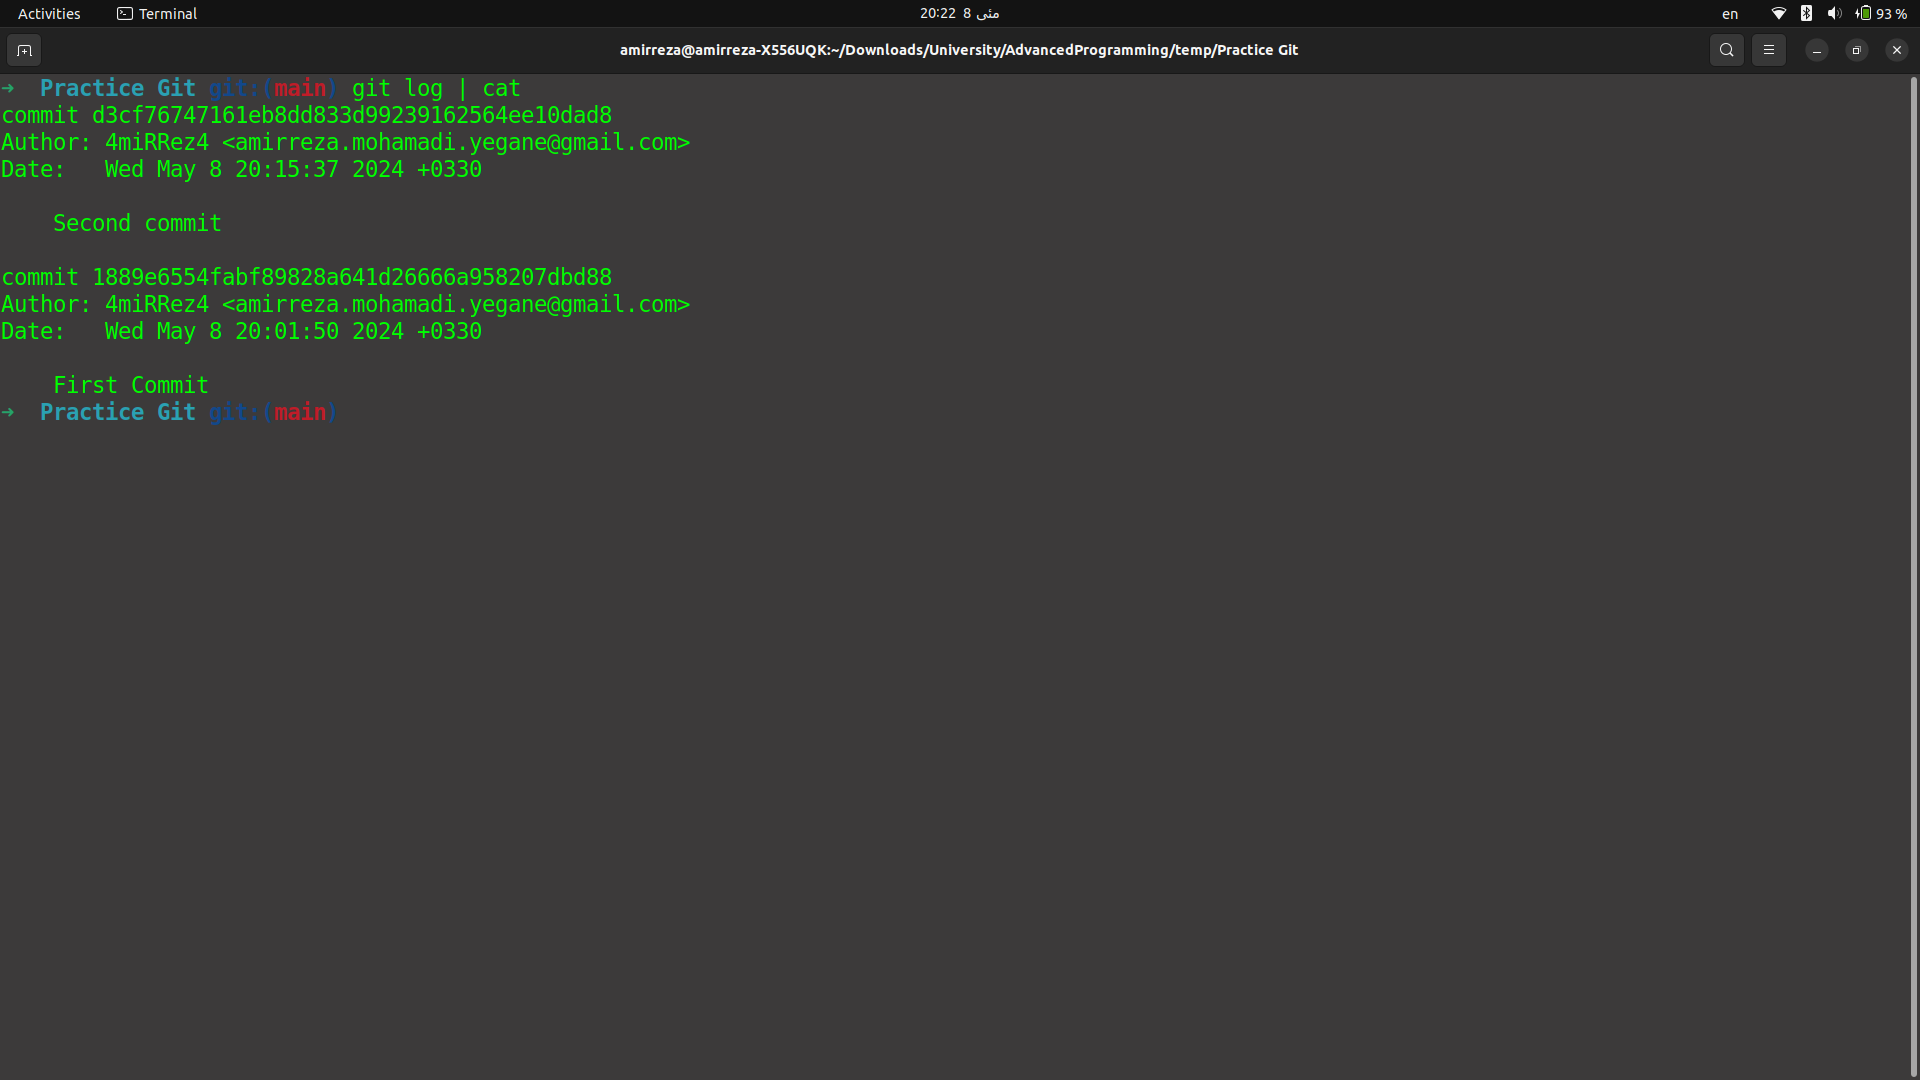 Activities Terminal 20:22 8 مئی en 93 %
amirreza@amirreza-X556UQK:~/Downloads/University/AdvancedProgramming/temp/Practice Git
➜  Practice Git git:(main) git log | cat
commit d3cf76747161eb8dd833d99239162564ee10dad8
Author: 4miRRez4 <amirreza.mohamadi.yegane@gmail.com>
Date:   Wed May 8 20:15:37 2024 +0330
    Second commit
commit 1889e6554fabf89828a641d26666a958207dbd88
Author: 4miRRez4 <amirreza.mohamadi.yegane@gmail.com>
Date:   Wed May 8 20:01:50 2024 +0330
    First Commit
➜  Practice Git git:(main)